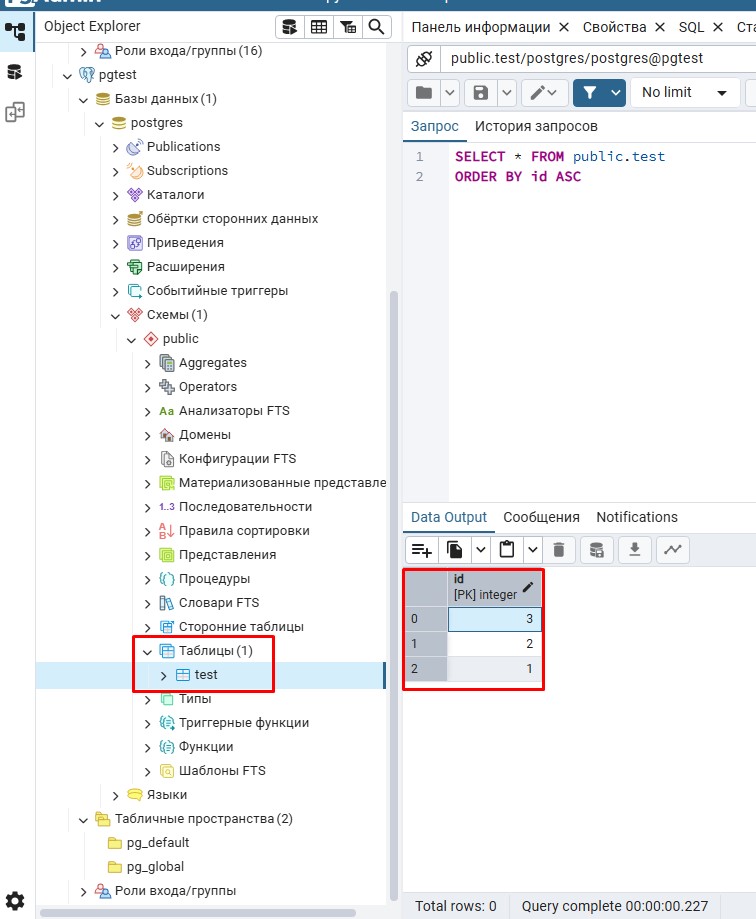 Object Explorer
Роли входа/группы (16)
pgtest
Базы данных (1)
postgres
Publications
Subscriptions
Каталоги
Обёртки сторонних данных
Приведения
Расширения
Событийные триггеры
Схемы (1)
public
Aggregates
Operators
Aa Анализаторы FTS
Домены
Конфигурации FTS
Материализованные представле
1..3 Последовательности
Правила сортировки
Представления
Процедуры
Словари FTS
Сторонние таблицы
Таблицы (1)
test
Типы
Триггерные функции
Функции
Шаблоны FTS
Языки
Табличные пространства (2)
pg_default
pg_global
Роли входа/группы
Панель информации Свойства SQL Ста
public.test/postgres/postgres@pgtest
No limit
Запрос История запросов
1 SELECT * FROM public.test
2 ORDER BY id ASC
Data Output Сообщения Notifications
id
[PK] integer
0 3
1 2
2 1
Total rows: 0 Query complete 00:00:00.227